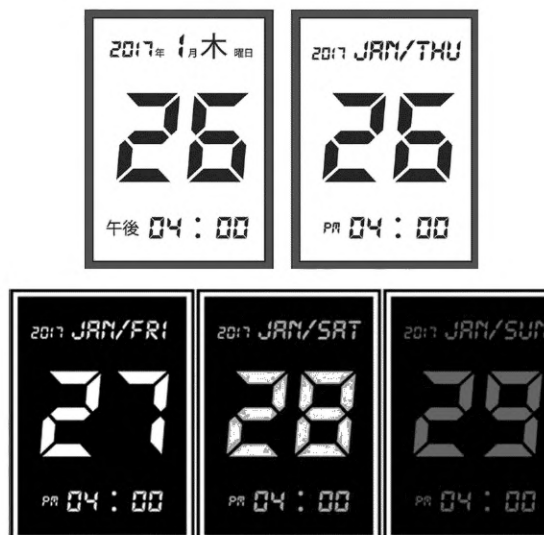 2017年 1月木曜日
26
午後 04:00
2017 JAN/THU
26
PM 04:00
2017 JAN/FRI
27
PM 04:00
2017 JAN/SAT
28
PM 04:00
2017 JAN/SUN
29
PM 04:00